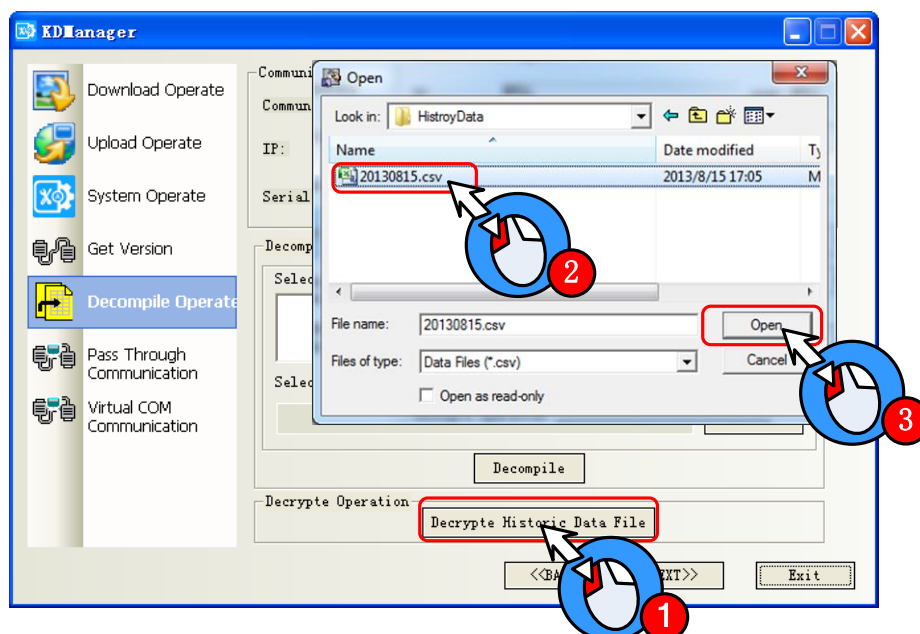 KDManager
Download Operate
Upload Operate
System Operate
Get Version
Decompile Operate
Pass Through
Communication
Virtual COM
Communication
Communi
Commun
IP:
Serial
Decomp
Selec
Selec
Open
Look in: HistroyData
Name Date modified Ty
20130815.csv 2013/8/15 17:05 M
2
File name: 20130815.csv Open
Files of type: Data Files (*.csv) Cancel
Open as read-only
3
Decompile
Decrypte Operation
Decrypte Historic Data File
<<BA EXT>> Exit
1